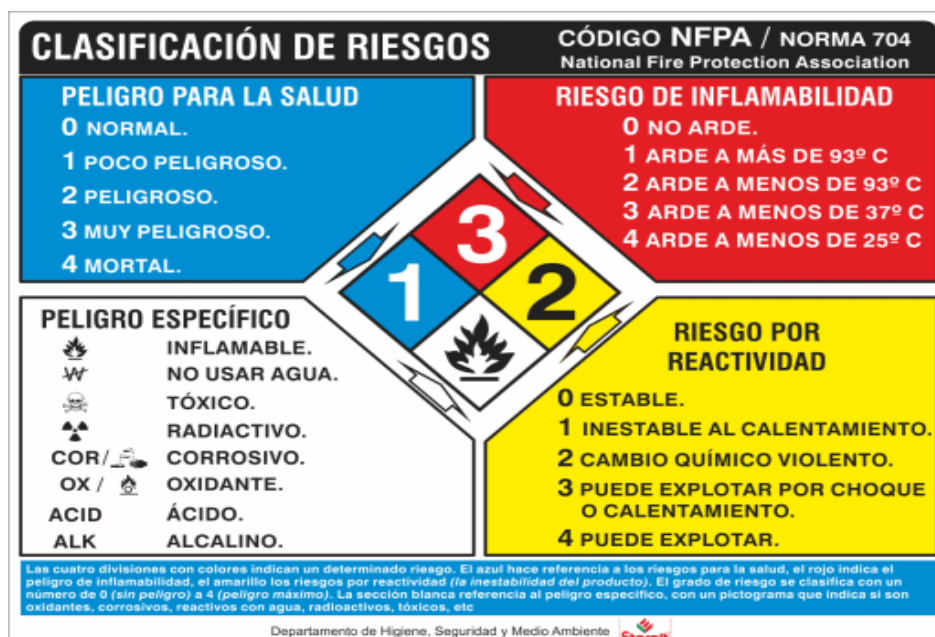 CLASIFICACIÓN DE RIESGOS
CÓDIGO NFPA / NORMA 704
National Fire Protection Association
PELIGRO PARA LA SALUD
0 NORMAL.
1 POCO PELIGROSO.
2 PELIGROSO.
3 MUY PELIGROSO.
4 MORTAL.
RIESGO DE INFLAMABILIDAD
0 NO ARDE.
1 ARDE A MÁS DE 93º C
2 ARDE A MENOS DE 93º C
3 ARDE A MENOS DE 37º C
4 ARDE A MENOS DE 25º C
3
1
2
PELIGRO ESPECÍFICO
INFLAMABLE.
W NO USAR AGUA.
TÓXICO.
RADIACTIVO.
COR/ CORROSIVO.
OX / OXIDANTE.
ACID ÁCIDO.
ALK ALCALINO.
RIESGO POR
REACTIVIDAD
0 ESTABLE.
1 INESTABLE AL CALENTAMIENTO.
2 CAMBIO QUÍMICO VIOLENTO.
3 PUEDE EXPLOTAR POR CHOQUE
O CALENTAMIENTO.
4 PUEDE EXPLOTAR.
Las cuatro divisiones con colores indican un determinado riesgo. El azul hace referencia a los riesgos para la salud, el rojo indica el
peligro de inflamabilidad, el amarillo los riesgos por reactividad (la inestabilidad del producto). El grado de riesgo se clasifica con un
número de 0 (sin peligro) a 4 (peligro máximo). La sección blanca referencia al peligro especifico, con un pictograma que indica si son
oxidantes, corrosivos, reactivos con agua, radioactivos, tóxicos, etc
Departamento de Higiene, Seguridad y Medio Ambiente